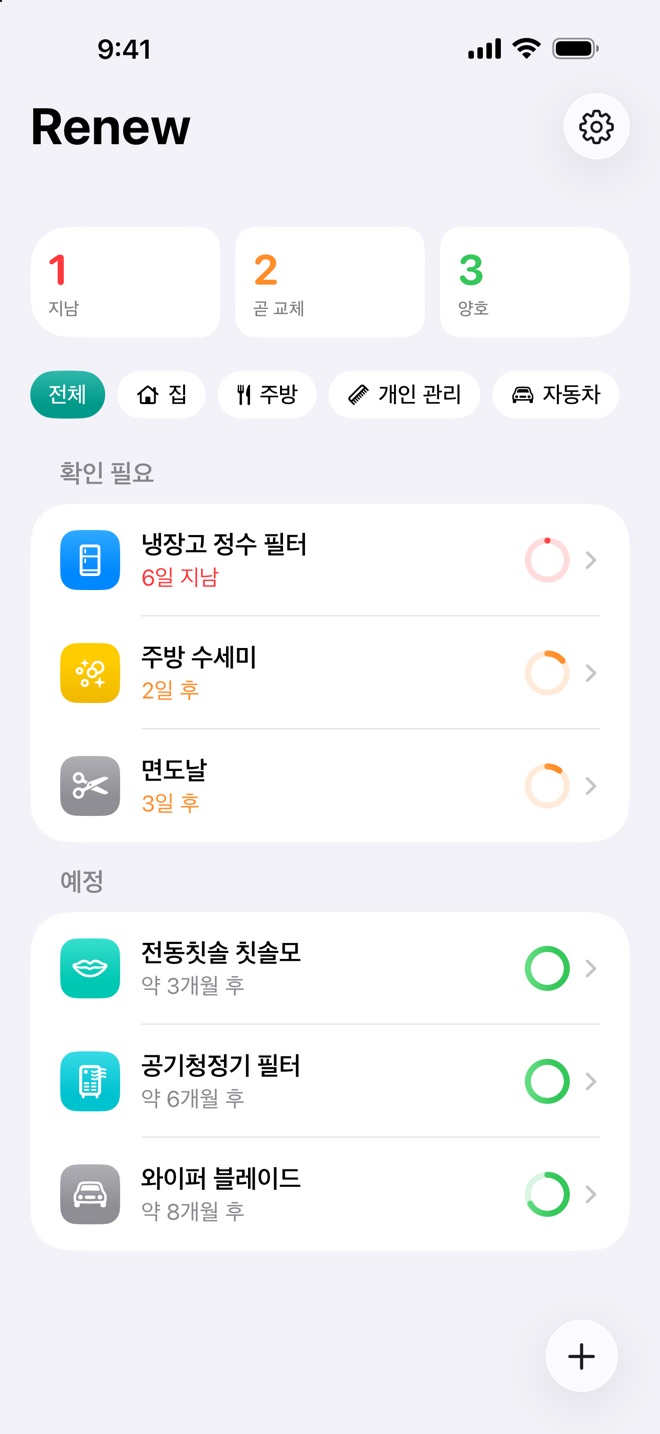 9:41
Renew
1
지남
2
곧 교체
3
양호
전체
집
주방
개인 관리
자동차
확인 필요
냉장고 정수 필터
6일 지남
주방 수세미
2일 후
면도날
3일 후
예정
전동칫솔 칫솔모
약 3개월 후
공기청정기 필터
약 6개월 후
와이퍼 블레이드
약 8개월 후